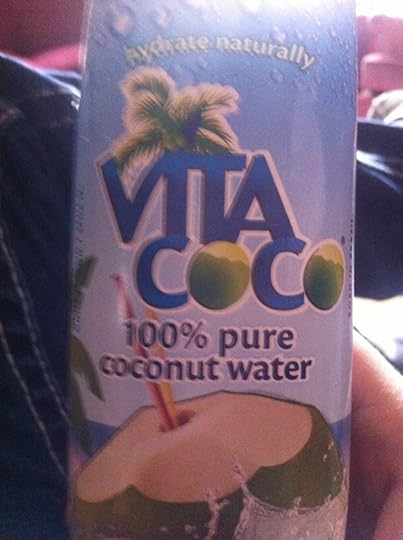 hydrate naturally
VITA
COCO
100% pure
coconut water